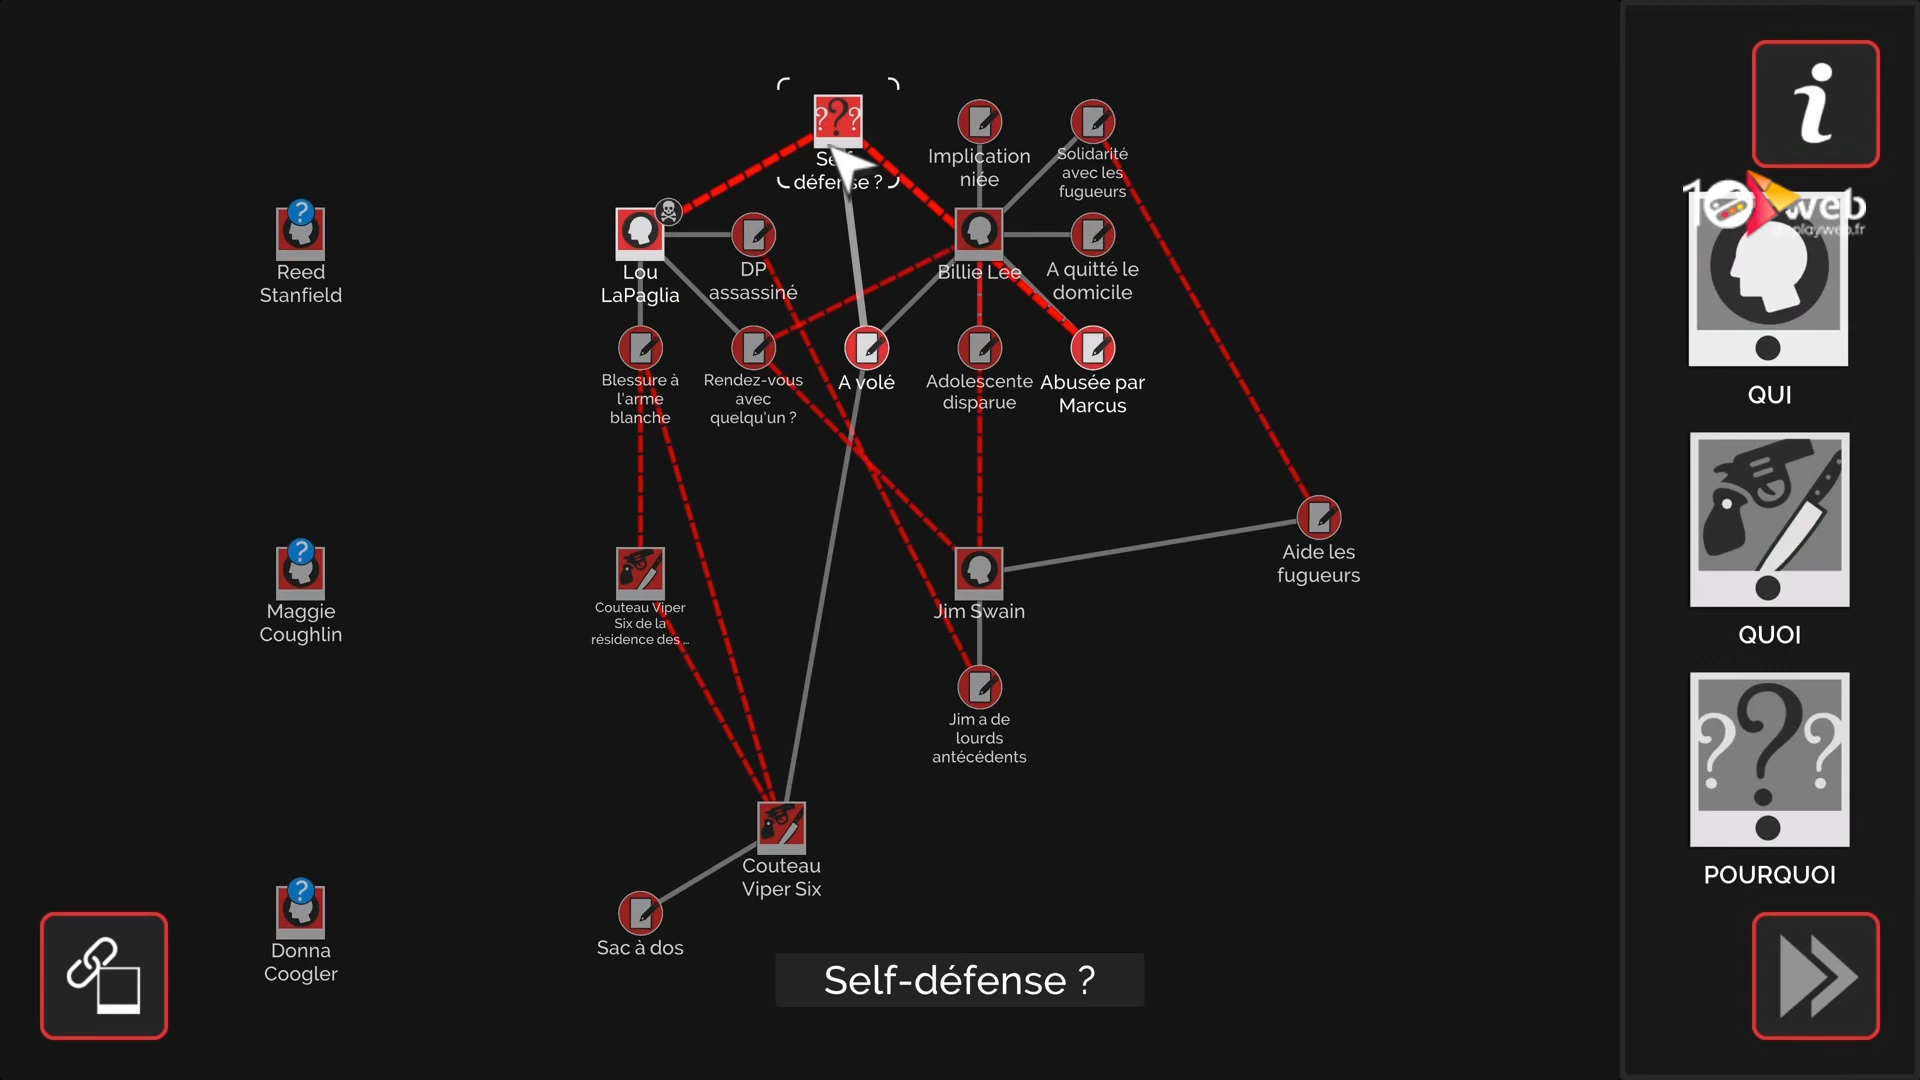 Self-
défense ?
Implication
niée
Solidarité
avec les
fugueurs
Reed
Stanfield
Lou
LaPaglia
DP
assassiné
Billie Lee
A quitté le
domicile
Blessure à
l'arme
blanche
Rendez-vous
avec
quelqu'un ?
A volé
Adolescente
disparue
Abusée par
Marcus
Aide les
fugueurs
Maggie
Coughlin
Couteau Viper
Six de la
résidence des ...
Jim Swain
Jim a de
lourds
antécédents
Couteau
Viper Six
Donna
Coogler
Sac à dos
Self-défense ?
web
QUI
QUOI
POURQUOI